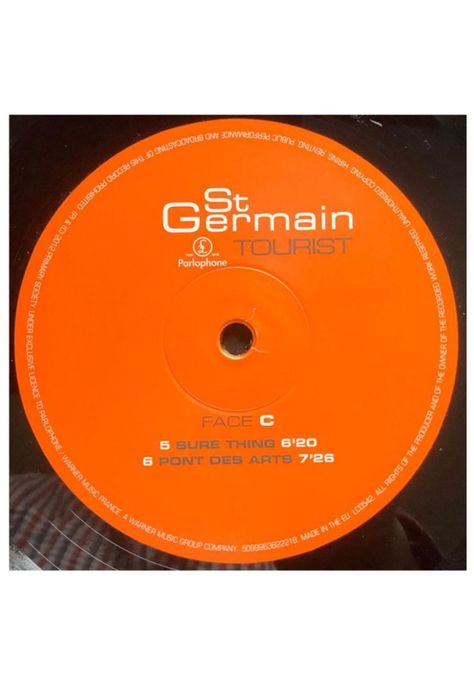 St
Germain
TOURIST
Parlophone
FACE C
5 SURE THING 6'20
6 PONT DES ARTS 7'26
(P) & (C) 2012 PRIMARY SOCIETY UNDER EXCLUSIVE LICENCE TO PARLOPHONE / WARNER MUSIC FRANCE, A WARNER MUSIC GROUP COMPANY. 5099963622218 MADE IN THE EU. LC0542. ALL RIGHTS OF THE PRODUCER AND OF THE OWNER OF THE RECORDED WORK RESERVED. UNAUTHORISED COPYING, HIRING, RENTING, PUBLIC PERFORMANCE AND BROADCASTING OF THIS RECORD PROHIBITED.